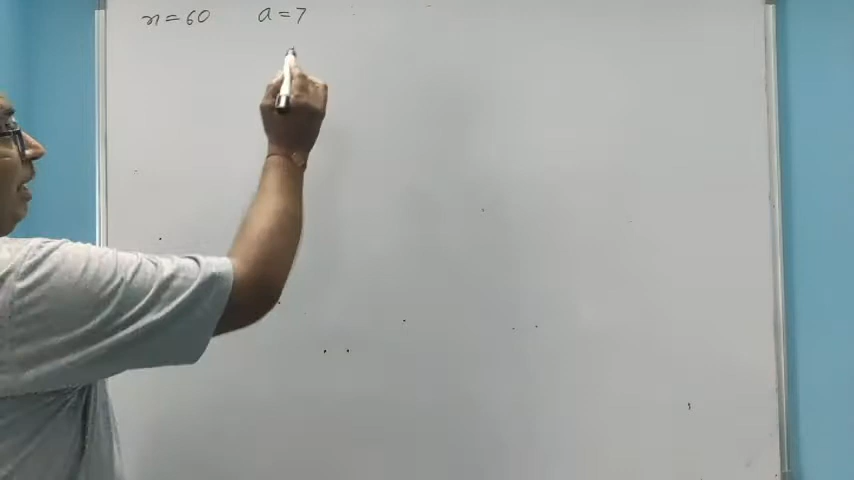 n = 60 a = 7